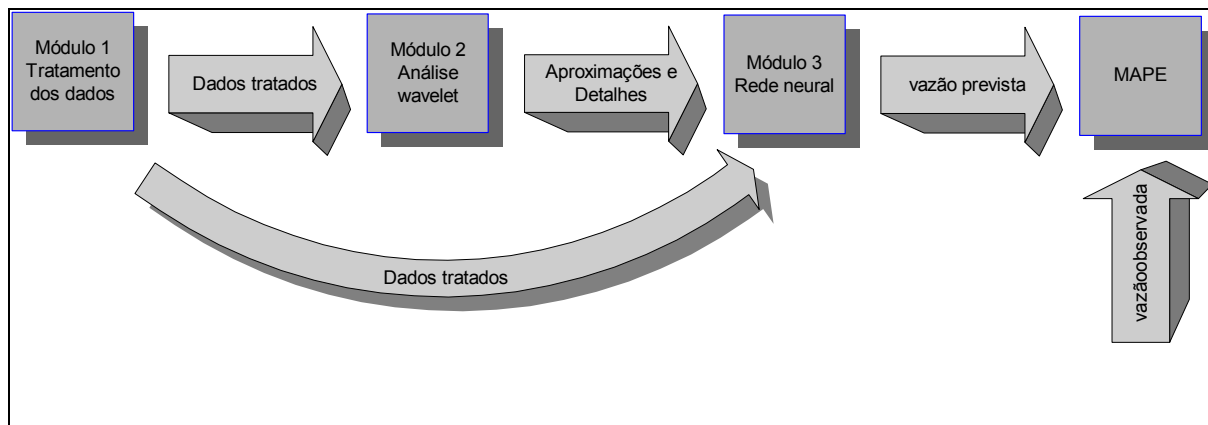 Módulo 1
Tratamento
dos dados
Dados tratados
Módulo 2
Análise
wavelet
Aproximações e
Detalhes
Módulo 3
Rede neural
vazão prevista
MAPE
Dados tratados
vazãoobservada